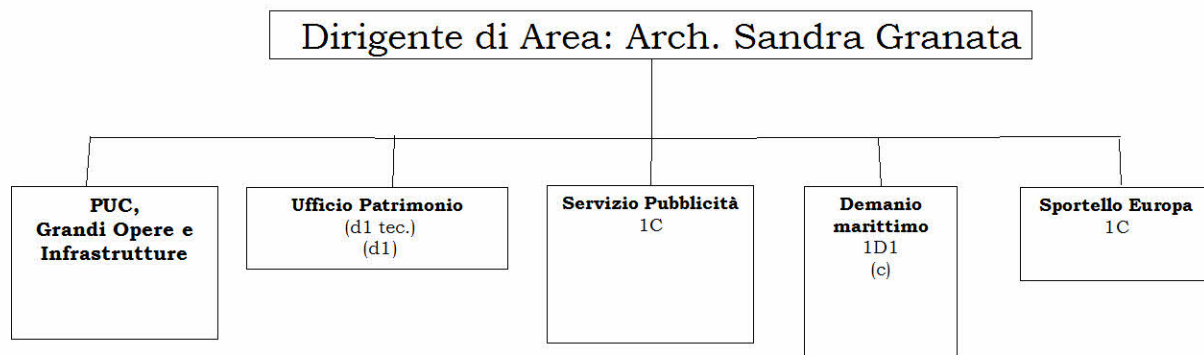 Dirigente di Area: Arch. Sandra Granata
PUC,
Grandi Opere e
Infrastrutture
Ufficio Patrimonio
(d1 tec.)
(d1)
Servizio Pubblicità
1C
Demanio
marittimo
1D1
(c)
Sportello Europa
1C